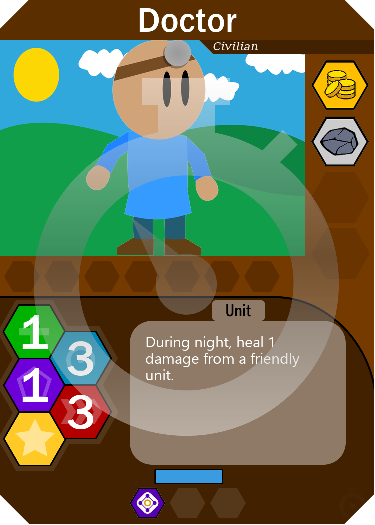 Doctor
Civilian
1
3
1
3
Unit
During night, heal 1
damage from a friendly
unit.